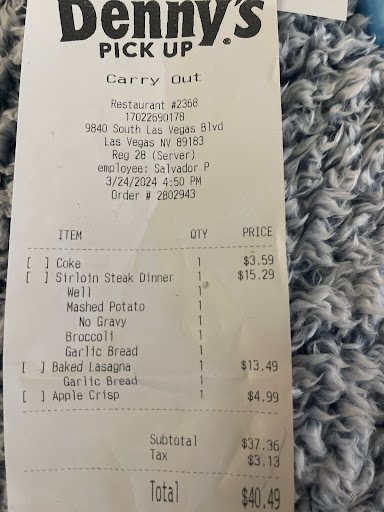 Denny's
PICK UP
Carry Out
Restaurant #2368
17022690178
9840 South Las Vegas Blvd
Las Vegas NV 89183
Reg 28 (Server)
employee: Salvador P
3/24/2024 4:50 PM
Order # 2802943
ITEM QTY PRICE
[ ] Coke 1 $3.59
[ ] Sirloin Steak Dinner 1 $15.29
Well 1
Mashed Potato 1
No Gravy 1
Broccoli 1
Garlic Bread 1
[ ] Baked Lasagna 1 $13.49
Garlic Bread 1
[ ] Apple Crisp 1 $4.99
Subtotal $37.36
Tax $3.13
Total $40.49